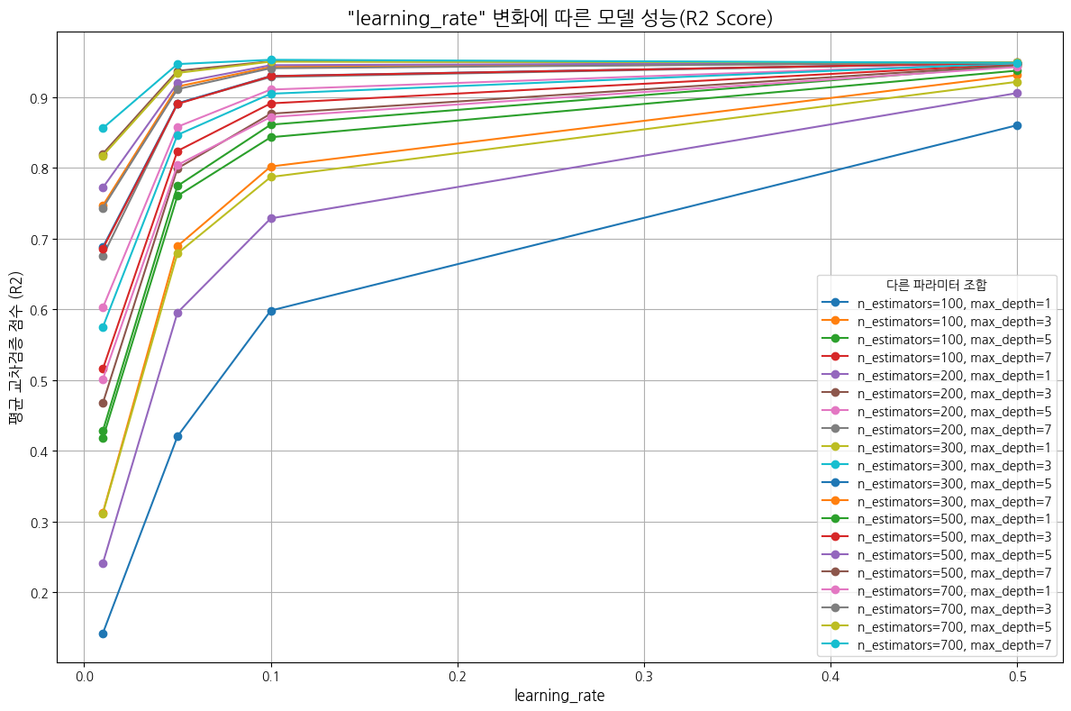 "learning_rate" 변화에 따른 모델 성능(R2 Score)
평균 교차검증 점수 (R2)
0.9
0.8
0.7
0.6
0.5
0.4
0.3
0.2
다른 파라미터 조합
n_estimators=100, max_depth=1
n_estimators=100, max_depth=3
n_estimators=100, max_depth=5
n_estimators=100, max_depth=7
n_estimators=200, max_depth=1
n_estimators=200, max_depth=3
n_estimators=200, max_depth=5
n_estimators=200, max_depth=7
n_estimators=300, max_depth=1
n_estimators=300, max_depth=3
n_estimators=300, max_depth=5
n_estimators=300, max_depth=7
n_estimators=500, max_depth=1
n_estimators=500, max_depth=3
n_estimators=500, max_depth=5
n_estimators=500, max_depth=7
n_estimators=700, max_depth=1
n_estimators=700, max_depth=3
n_estimators=700, max_depth=5
n_estimators=700, max_depth=7
0.0 0.1 0.2 0.3 0.4 0.5
learning_rate